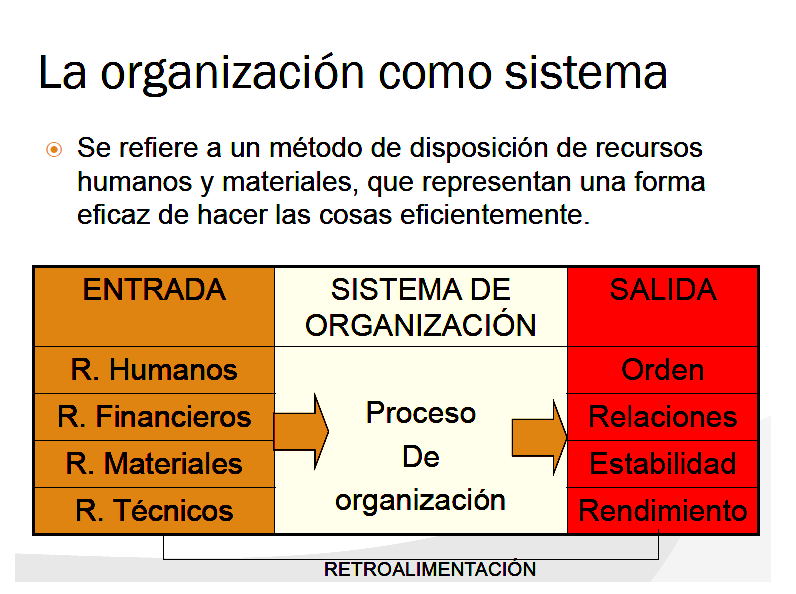 La organización como sistema
Se refiere a un método de disposición de recursos
humanos y materiales, que representan una forma
eficaz de hacer las cosas eficientemente.
ENTRADA
SISTEMA DE
ORGANIZACIÓN
SALIDA
R. Humanos
R. Financieros
R. Materiales
R. Técnicos
Proceso
De
organización
Orden
Relaciones
Estabilidad
Rendimiento
RETROALIMENTACIÓN